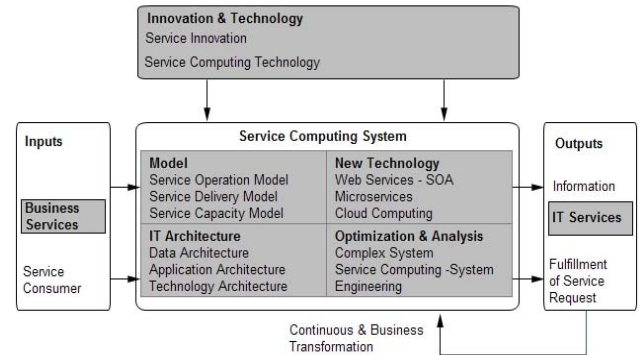 Innovation & Technology
Service Innovation
Service Computing Technology
Inputs
Business
Services
Service
Consumer
Service Computing System
Model
Service Operation Model
Service Delivery Model
Service Capacity Model
New Technology
Web Services - SOA
Microservices
Cloud Computing
IT Architecture
Data Architecture
Application Architecture
Technology Architecture
Optimization & Analysis
Complex System
Service Computing -System
Engineering
Outputs
Information
IT Services
Fulfillment
of Service
Request
Continuous & Business
Transformation